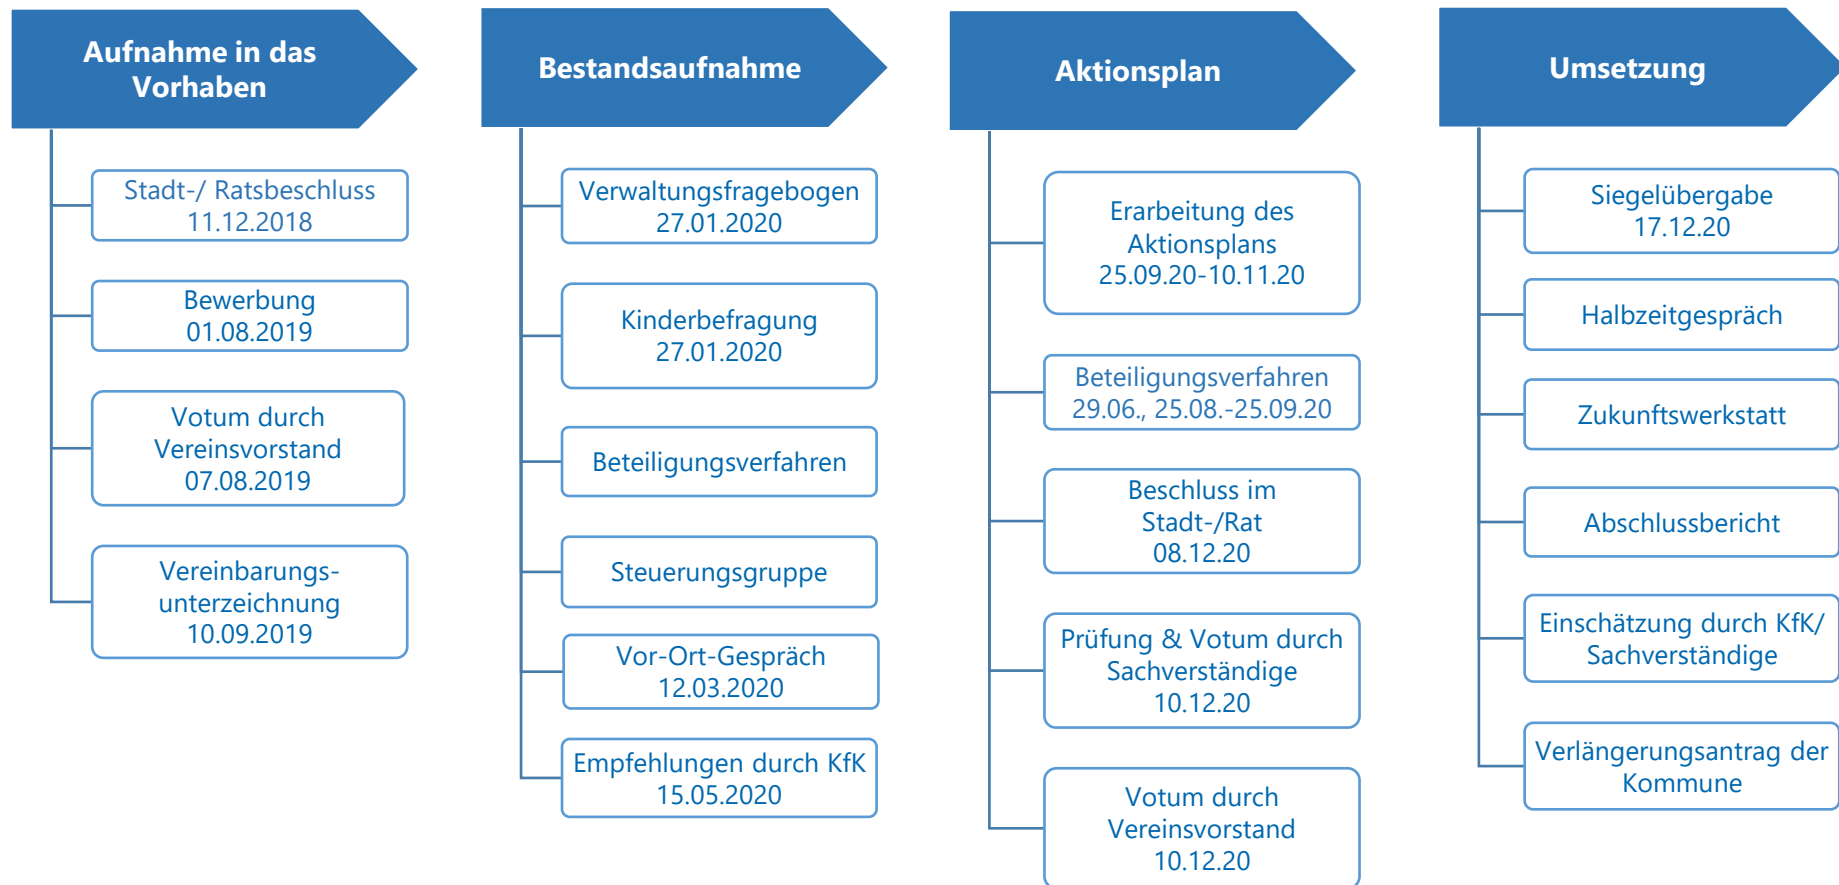 Aufnahme in das
Vorhaben
Stadt-/ Ratsbeschluss
11.12.2018
Bewerbung
01.08.2019
Votum durch
Vereinsvorstand
07.08.2019
Vereinbarungs-
unterzeichnung
10.09.2019
Bestandsaufnahme
Verwaltungsfragebogen
27.01.2020
Kinderbefragung
27.01.2020
Beteiligungsverfahren
Steuerungsgruppe
Vor-Ort-Gespräch
12.03.2020
Empfehlungen durch KfK
15.05.2020
Aktionsplan
Erarbeitung des
Aktionsplans
25.09.20-10.11.20
Beteiligungsverfahren
29.06., 25.08.-25.09.20
Beschluss im
Stadt-/Rat
08.12.20
Prüfung & Votum durch
Sachverständige
10.12.20
Votum durch
Vereinsvorstand
10.12.20
Umsetzung
Siegelübergabe
17.12.20
Halbzeitgespräch
Zukunftswerkstatt
Abschlussbericht
Einschätzung durch KfK/
Sachverständige
Verlängerungsantrag der
Kommune